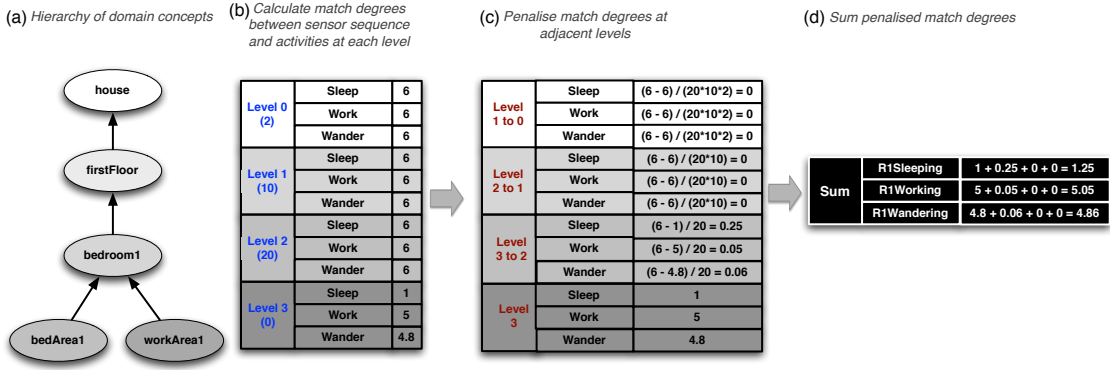 (a) Hierarchy of domain concepts
house
firstFloor
bedroom1
bedArea1
workArea1
(b) Calculate match degrees
between sensor sequence
and activities at each level
Level 0
(2)
Sleep 6
Work 6
Wander 6
Level 1
(10)
Sleep 6
Work 6
Wander 6
Level 2
(20)
Sleep 6
Work 6
Wander 6
Level 3
(0)
Sleep 1
Work 5
Wander 4.8
(c) Penalise match degrees at
adjacent levels
Level
1 to 0
Sleep (6 - 6) / (20*10*2) = 0
Work (6 - 6) / (20*10*2) = 0
Wander (6 - 6) / (20*10*2) = 0
Level
2 to 1
Sleep (6 - 6) / (20*10) = 0
Work (6 - 6) / (20*10) = 0
Wander (6 - 6) / (20*10) = 0
Level
3 to 2
Sleep (6 - 1) / 20 = 0.25
Work (6 - 5) / 20 = 0.05
Wander (6 - 4.8) / 20 = 0.06
Level
3
Sleep 1
Work 5
Wander 4.8
(d) Sum penalised match degrees
Sum
R1Sleeping 1 + 0.25 + 0 + 0 = 1.25
R1Working 5 + 0.05 + 0 + 0 = 5.05
R1Wandering 4.8 + 0.06 + 0 + 0 = 4.86